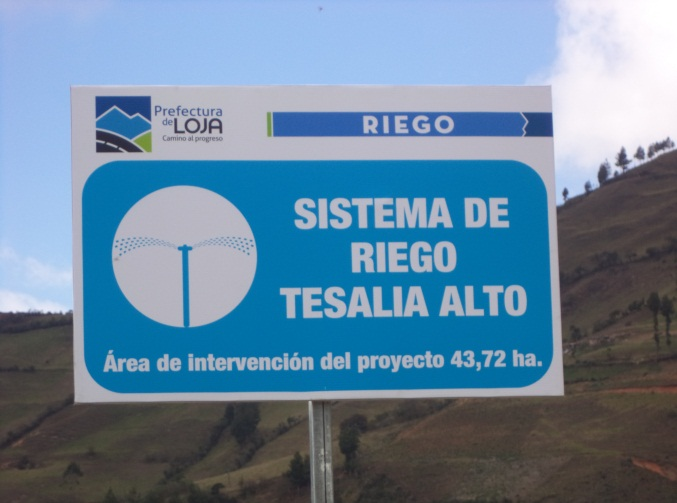 Prefectura
de LOJA
Camino al progreso
RIEGO
SISTEMA DE
RIEGO
TESALIA ALTO
Área de intervención del proyecto 43,72 ha.